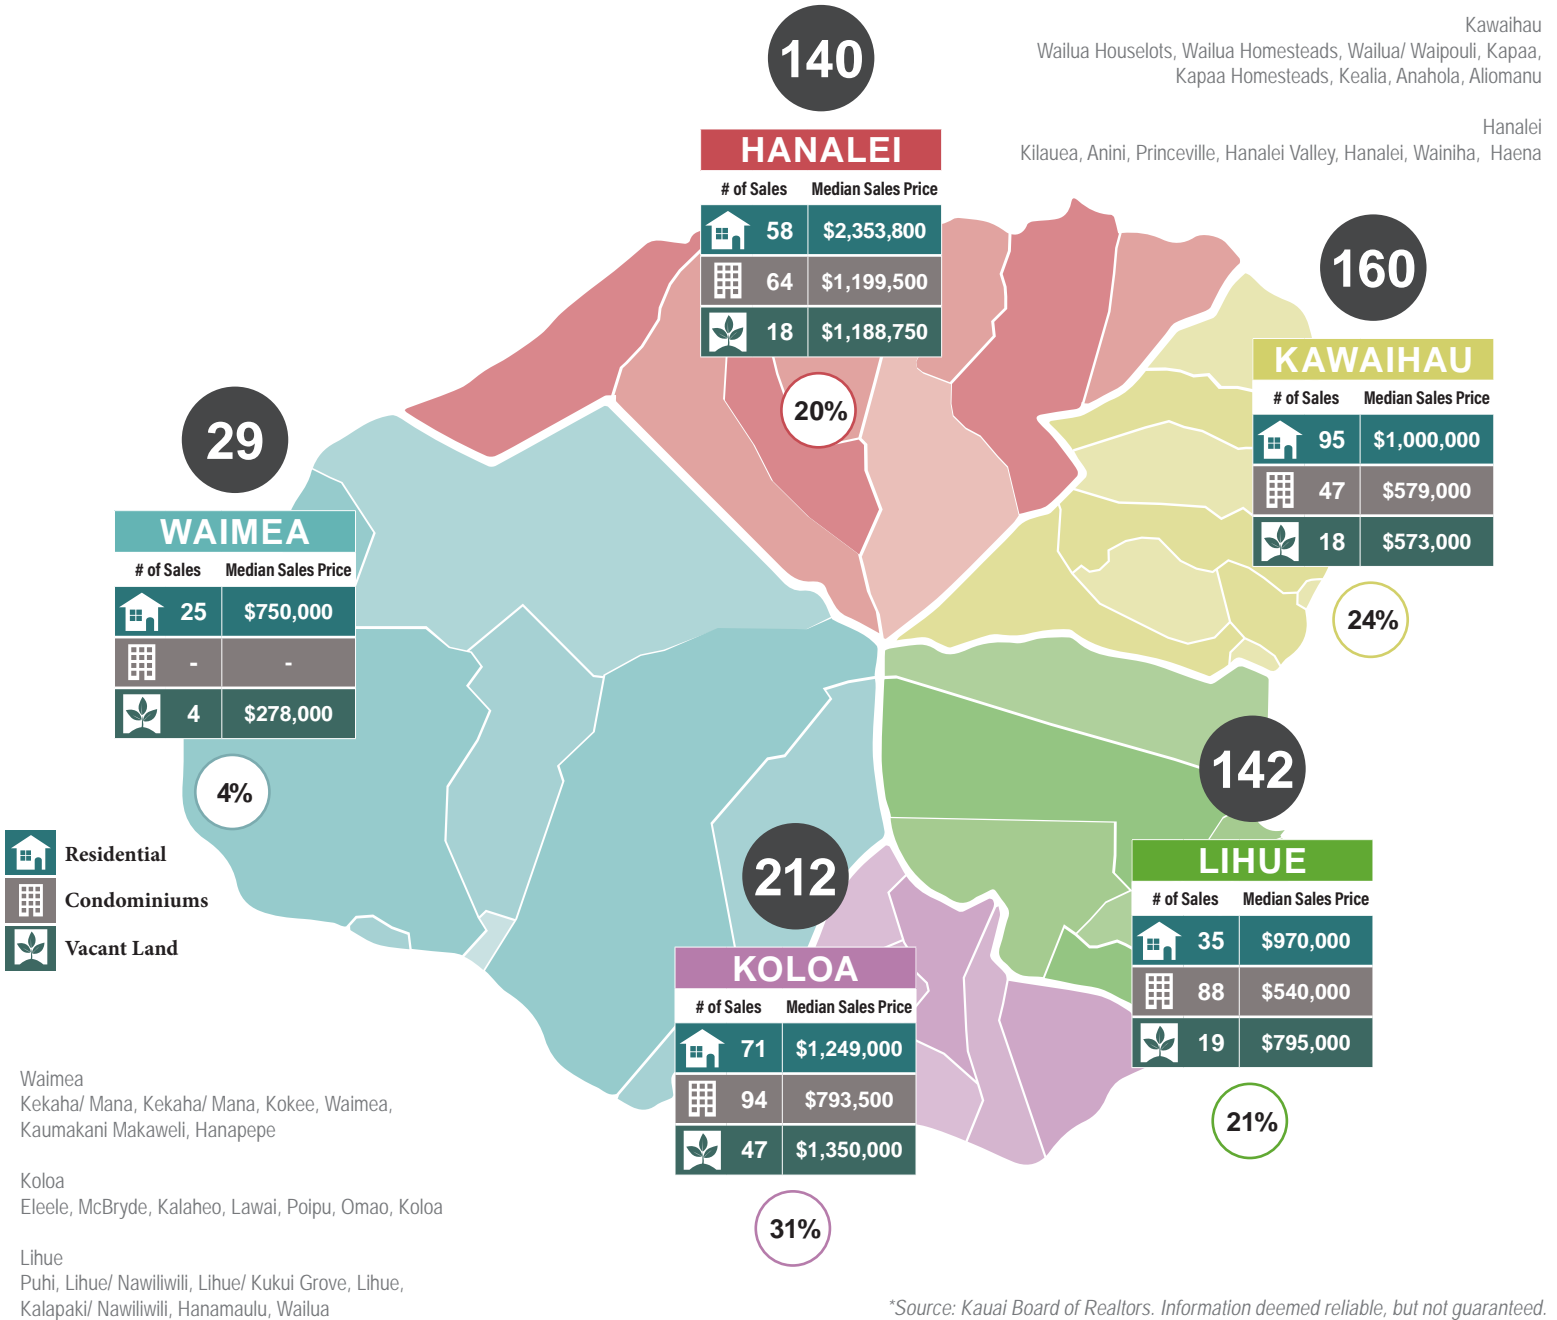 140
Kawaihau
Wailua Houselots, Wailua Homesteads, Wailua/ Waipouli, Kapaa,
Kapaa Homesteads, Kealia, Anahola, Aliomanu
Hanalei
Kilauea, Anini, Princeville, Hanalei Valley, Hanalei, Wainiha, Haena
HANALEI
# of Sales Median Sales Price
58 $2,353,800
64 $1,199,500
18 $1,188,750
20%
160
KAWAIHAU
# of Sales Median Sales Price
95 $1,000,000
47 $579,000
18 $573,000
24%
29
WAIMEA
# of Sales Median Sales Price
25 $750,000
- -
4 $278,000
4%
142
LIHUE
# of Sales Median Sales Price
35 $970,000
88 $540,000
19 $795,000
21%
212
KOLOA
# of Sales Median Sales Price
71 $1,249,000
94 $793,500
47 $1,350,000
31%
Residential
Condominiums
Vacant Land
Waimea
Kekaha/ Mana, Kekaha/ Mana, Kokee, Waimea,
Kaumakani Makaweli, Hanapepe
Koloa
Eleele, McBryde, Kalaheo, Lawai, Poipu, Omao, Koloa
Lihue
Puhi, Lihue/ Nawiliwili, Lihue/ Kukui Grove, Lihue,
Kalapaki/ Nawiliwili, Hanamaulu, Wailua
*Source: Kauai Board of Realtors. Information deemed reliable, but not guaranteed.